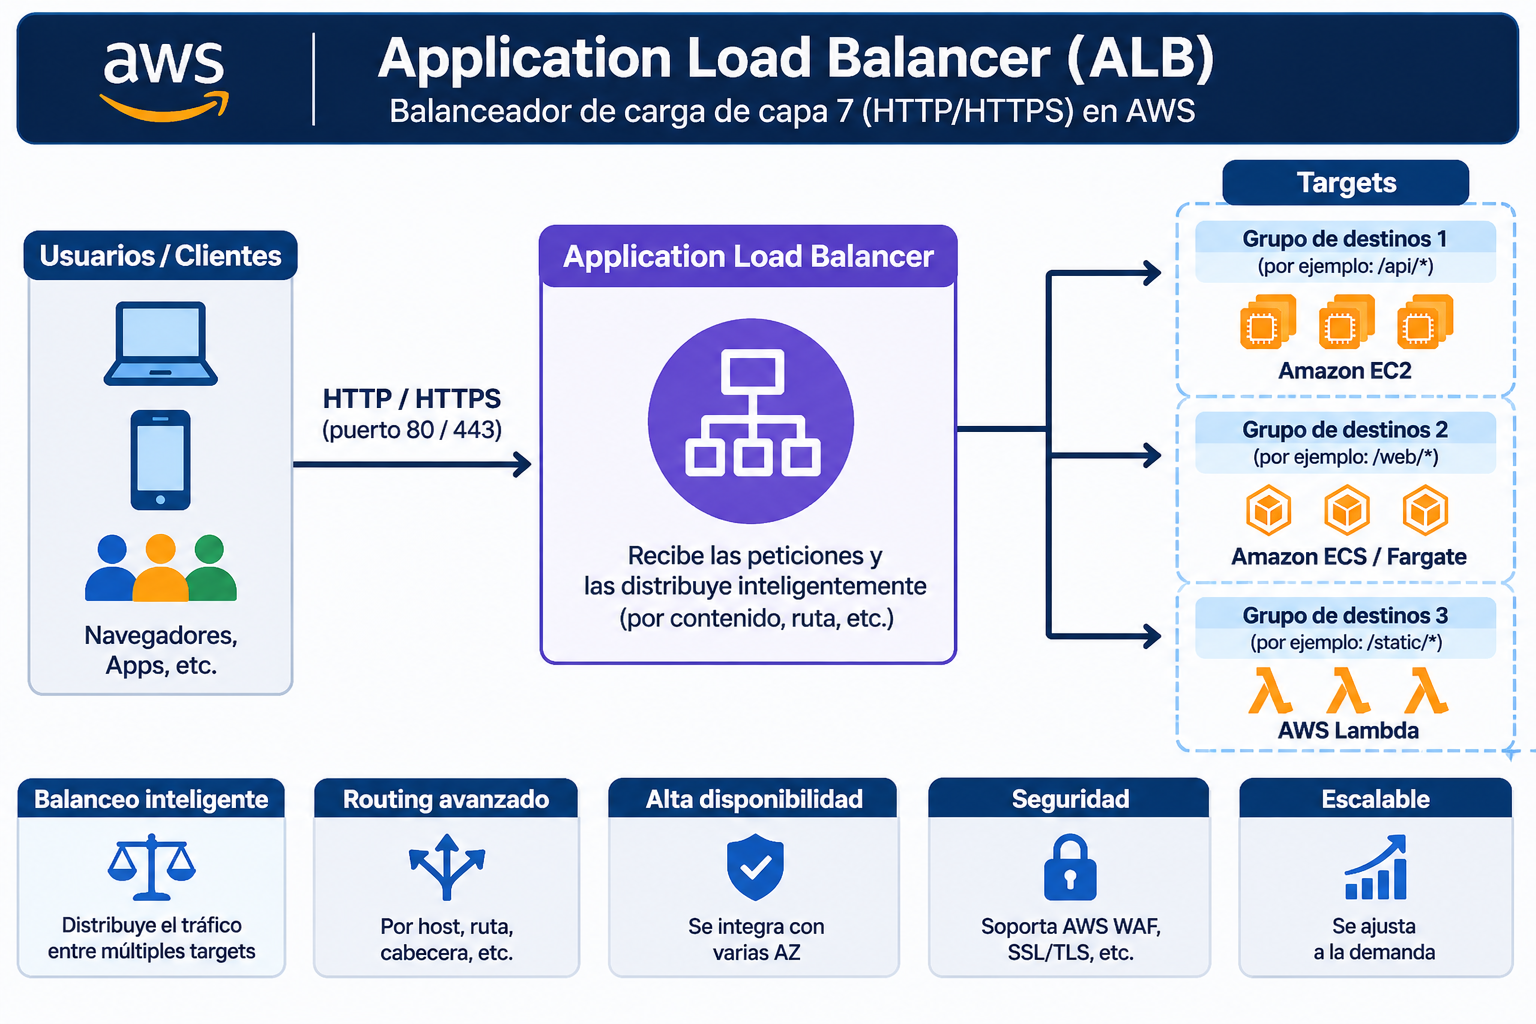 aws
Application Load Balancer (ALB)
Balanceador de carga de capa 7 (HTTP/HTTPS) en AWS
Usuarios / Clientes
Navegadores,
Apps, etc.
HTTP / HTTPS
(puerto 80 / 443)
Application Load Balancer
Recibe las peticiones y
las distribuye inteligentemente
(por contenido, ruta, etc.)
Targets
Grupo de destinos 1
(por ejemplo: /api/*)
Amazon EC2
Grupo de destinos 2
(por ejemplo: /web/*)
Amazon ECS / Fargate
Grupo de destinos 3
(por ejemplo: /static/*)
AWS Lambda
Balanceo inteligente
Distribuye el tráfico
entre múltiples targets
Routing avanzado
Por host, ruta,
cabecera, etc.
Alta disponibilidad
Se integra con
varias AZ
Seguridad
Soporta AWS WAF,
SSL/TLS, etc.
Escalable
Se ajusta
a la demanda